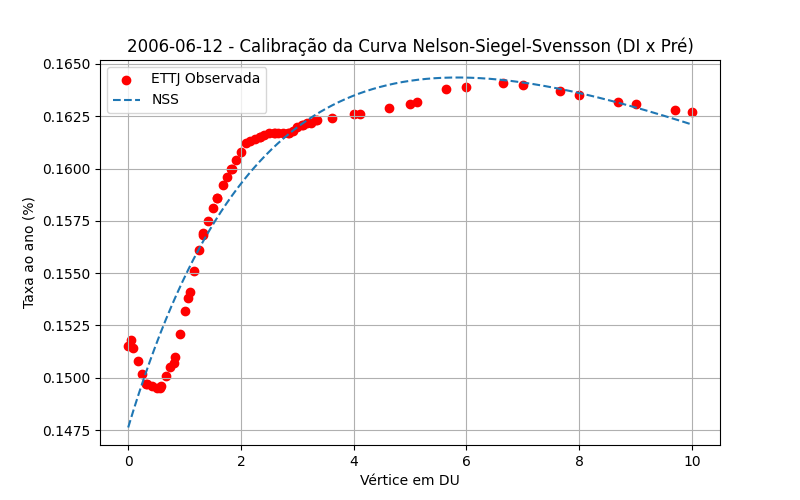 2006-06-12 - Calibração da Curva Nelson-Siegel-Svensson (DI x Pré)
ETTJ Observada
NSS
Taxa ao ano (%)
0.1650
0.1625
0.1600
0.1575
0.1550
0.1525
0.1500
0.1475
0 2 4 6 8 10
Vértice em DU